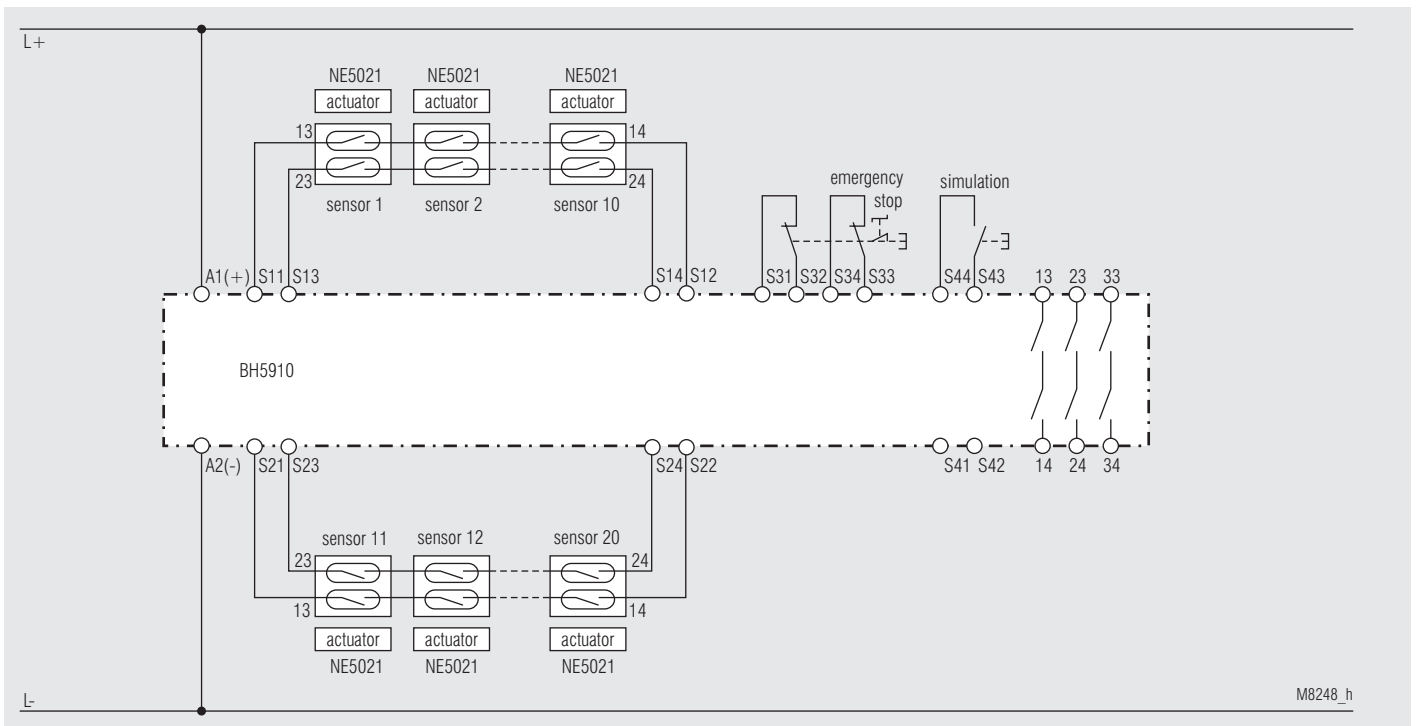 L+
NE5021 NE5021 NE5021
actuator actuator actuator
13 14
23 24
sensor 1 sensor 2 sensor 10
emergency
stop
simulation
A1(+) S11 S13 S14 S12 S31 S32 S34 S33 S44 S43 13 23 33
BH5910
A2(-) S21 S23 S24 S22 S41 S42 14 24 34
sensor 11 sensor 12 sensor 20
23 24
13 14
actuator actuator actuator
NE5021 NE5021 NE5021
L-
M8248_h